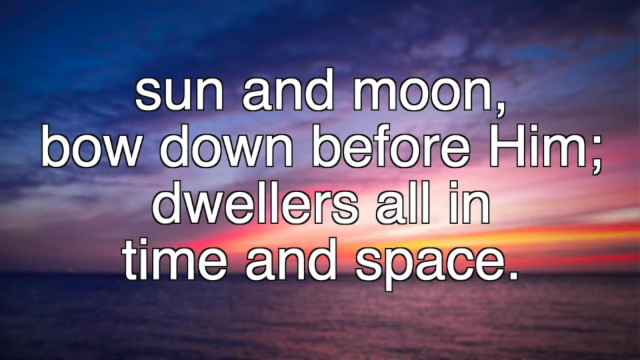 sun and moon,
bow down before Him;
dwellers all in
time and space.